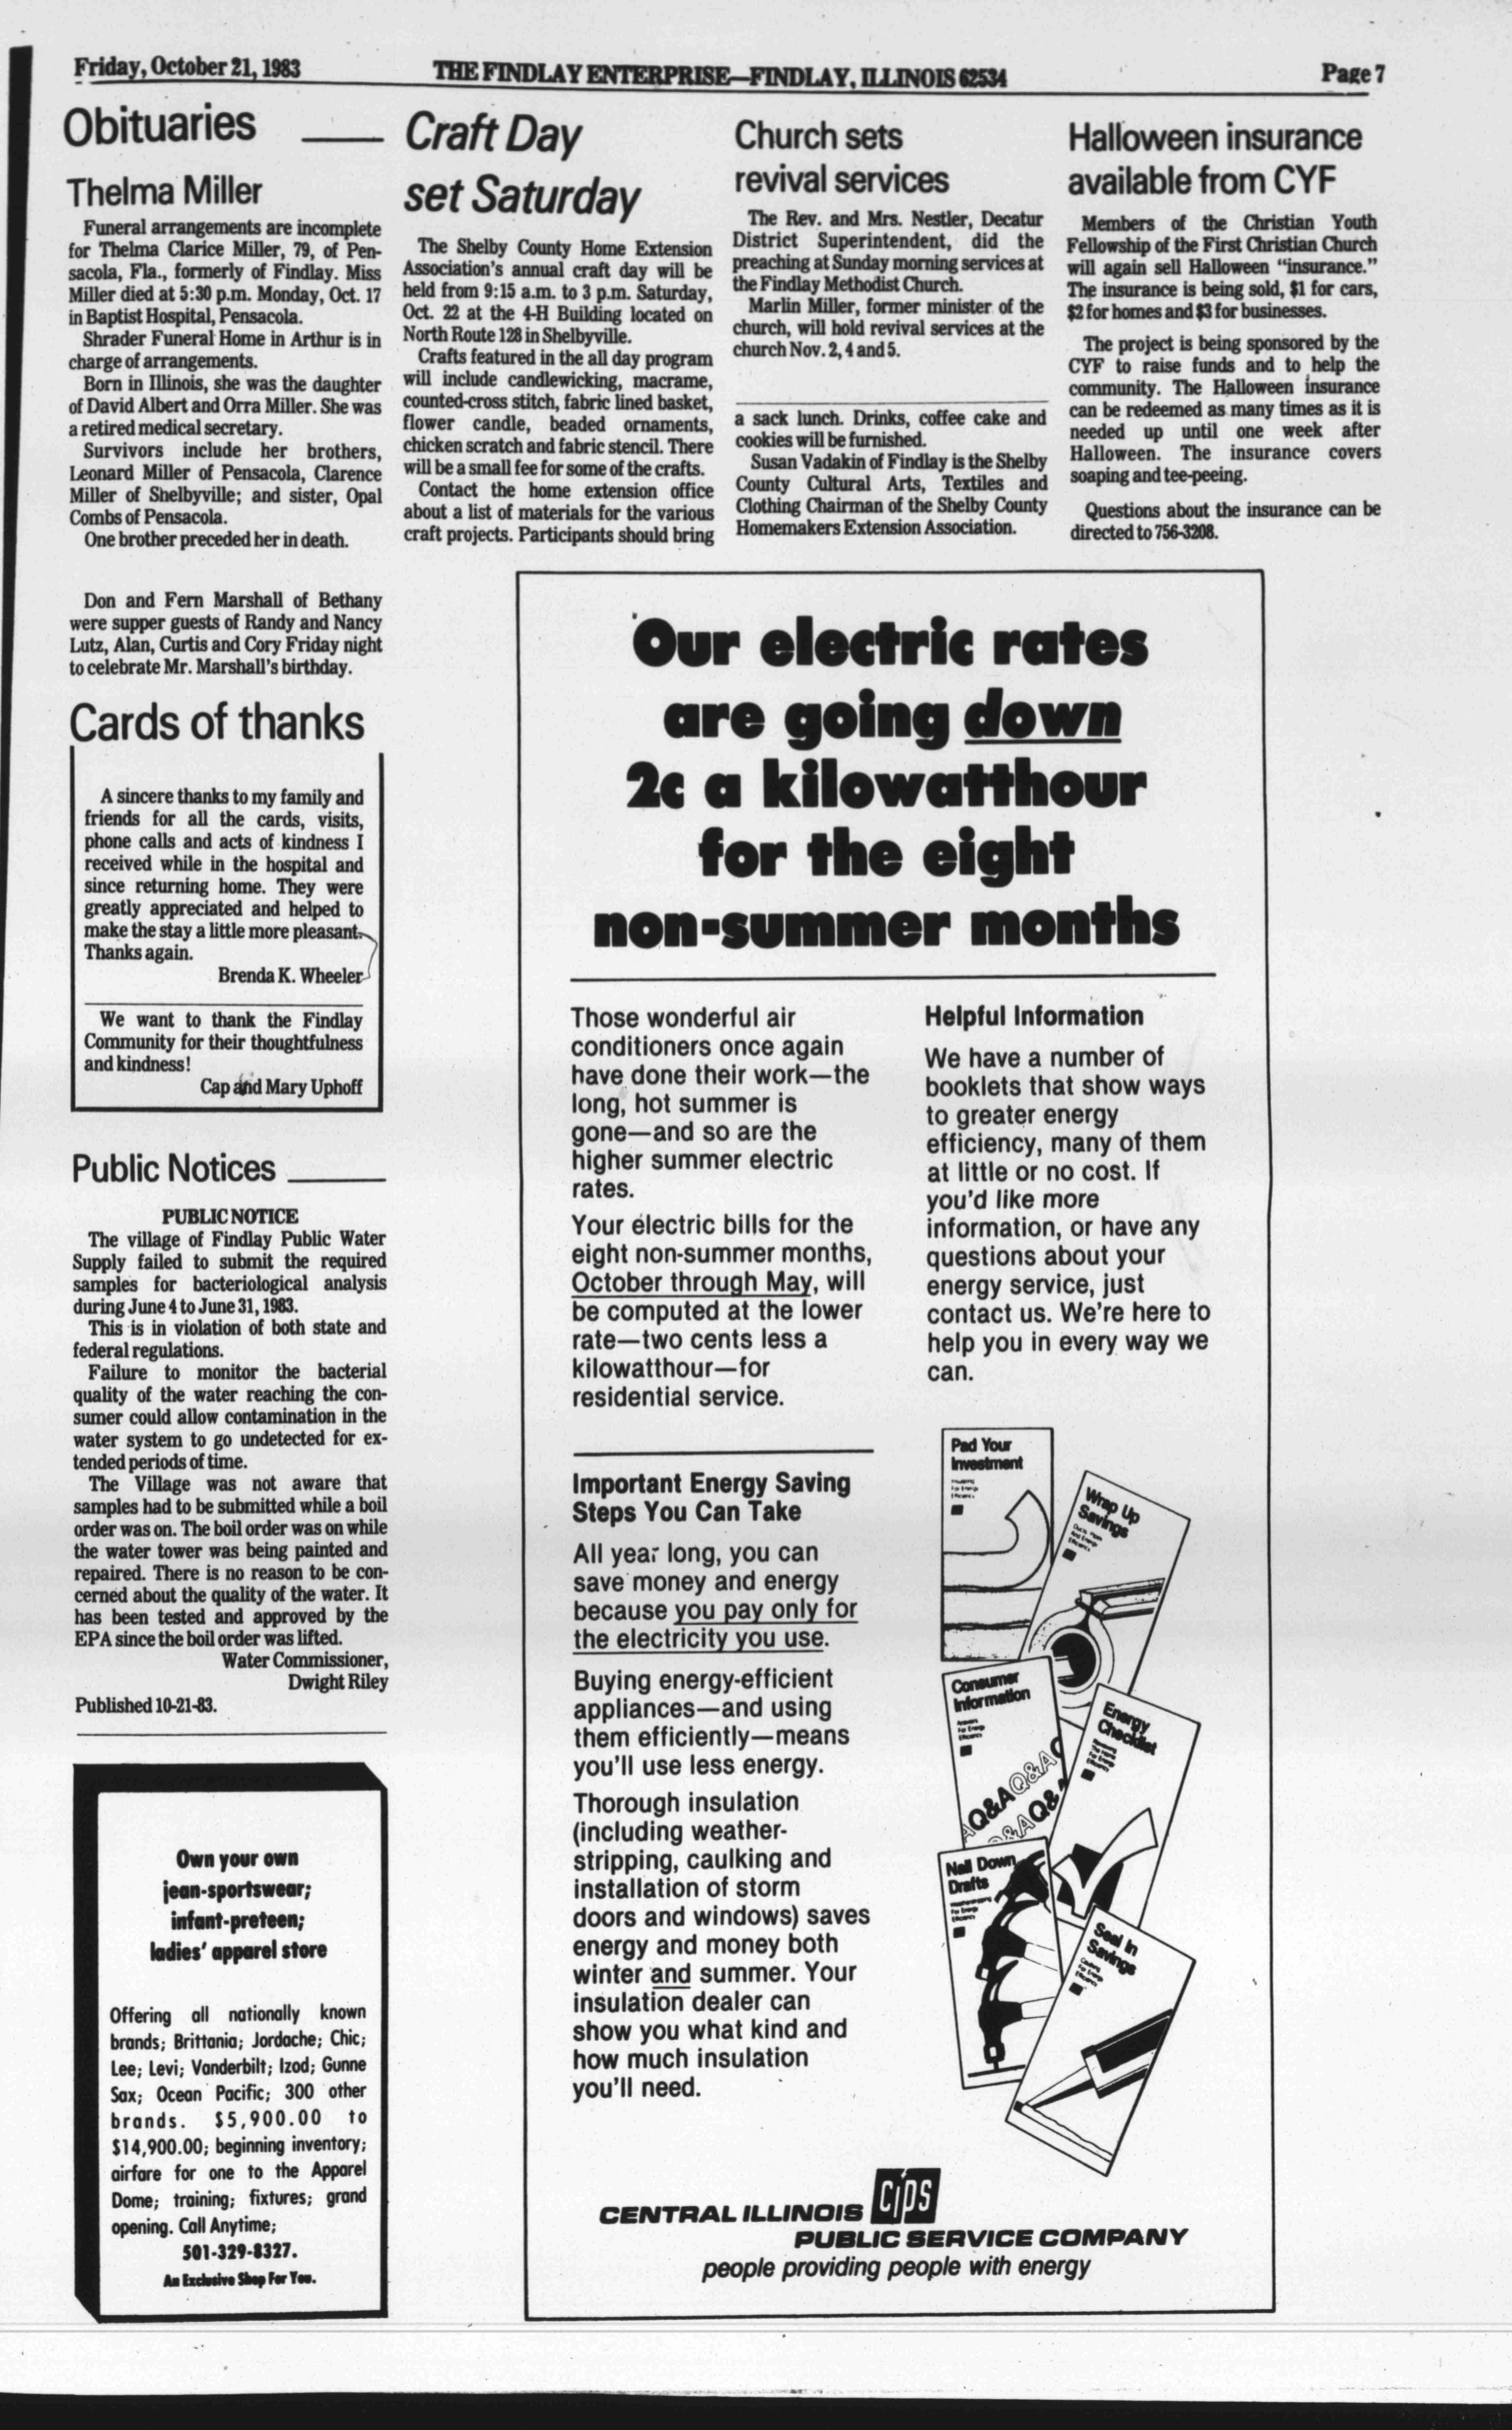 Friday, October 21, 1983
THE FINDLAY ENTERPRISE—FINDLAY, ILLINOIS 62534
Page 7
Obituaries
Thelma Miller
Funeral arrangements are incomplete
for Thelma Clarice Miller, 79, of Pen-
sacola, Fla., formerly of Findlay. Miss
Miller died at 5:30 p.m. Monday, Oct. 17
in Baptist Hospital, Pensacola.
Shrader Funeral Home in Arthur is in
charge of arrangements.
Born in Illinois, she was the daughter
of David Albert and Orra Miller. She was
a retired medical secretary.
Survivors include her brothers,
Leonard Miller of Pensacola, Clarence
Miller of Shelbyville; and sister, Opal
Combs of Pensacola.
One brother preceded her in death.
Don and Fern Marshall of Bethany
were supper guests of Randy and Nancy
Lutz, Alan, Curtis and Cory Friday night
to celebrate Mr. Marshall's birthday.
Cards of thanks
A sincere thanks to my family and
friends for all the cards, visits,
phone calls and acts of kindness I
received while in the hospital and
since returning home. They were
greatly appreciated and helped to
make the stay a little more pleasant.
Thanks again.
Brenda K. Wheeler
We want to thank the Findlay
Community for their thoughtfulness
and kindness!
Cap and Mary Uphoff
Public Notices
PUBLIC NOTICE
The village of Findlay Public Water
Supply failed to submit the required
samples for bacteriological analysis
during June 4 to June 31, 1983.
This is in violation of both state and
federal regulations.
Failure to monitor the bacterial
quality of the water reaching the con-
sumer could allow contamination in the
water system to go undetected for ex-
tended periods of time.
The Village was not aware that
samples had to be submitted while a boil
order was on. The boil order was on while
the water tower was being painted and
repaired. There is no reason to be con-
cerned about the quality of the water. It
has been tested and approved by the
EPA since the boil order was lifted.
Water Commissioner,
Dwight Riley
Published 10-21-83.
Own your own
jean-sportswear;
infant-preteen;
ladies' apparel store
Offering all nationally known
brands; Brittania; Jordache; Chic;
Lee; Levi; Vanderbilt; Izod; Gunne
Sax; Ocean Pacific; 300 other
brands. $5,900.00 to
$14,900.00; beginning inventory;
airfare for one to the Apparel
Dome; training; fixtures; grand
opening. Call Anytime;
501-329-8327.
An Exclusive Shop For You.
Craft Day
set Saturday
The Shelby County Home Extension
Association's annual craft day will be
held from 9:15 a.m. to 3 p.m. Saturday,
Oct. 22 at the 4-H Building located on
North Route 128 in Shelbyville.
Crafts featured in the all day program
will include candlewicking, macrame,
counted-cross stitch, fabric lined basket,
flower candle, beaded ornaments,
chicken scratch and fabric stencil. There
will be a small fee for some of the crafts.
Contact the home extension office
about a list of materials for the various
craft projects. Participants should bring
a sack lunch. Drinks, coffee cake and
cookies will be furnished.
Susan Vadakin of Findlay is the Shelby
County Cultural Arts, Textiles and
Clothing Chairman of the Shelby County
Homemakers Extension Association.
Church sets
revival services
The Rev. and Mrs. Nestler, Decatur
District Superintendent, did the
preaching at Sunday morning services at
the Findlay Methodist Church.
Marlin Miller, former minister of the
church, will hold revival services at the
church Nov. 2, 4 and 5.
Halloween insurance
available from CYF
Members of the Christian Youth
Fellowship of the First Christian Church
will again sell Halloween "insurance."
The insurance is being sold, $1 for cars,
$2 for homes and $3 for businesses.
The project is being sponsored by the
CYF to raise funds and to help the
community. The Halloween insurance
can be redeemed as many times as it is
needed up until one week after
Halloween. The insurance covers
soaping and tee-peeing.
Questions about the insurance can be
directed to 756-3208.
Our electric rates
are going down
2c a kilowatthour
for the eight
non-summer months
Those wonderful air
conditioners once again
have done their work—the
long, hot summer is
gone—and so are the
higher summer electric
rates.
Your electric bills for the
eight non-summer months,
October through May, will
be computed at the lower
rate—two cents less a
kilowatthour—for
residential service.
Important Energy Saving
Steps You Can Take
All year long, you can
save money and energy
because you pay only for
the electricity you use.
Buying energy-efficient
appliances—and using
them efficiently—means
you'll use less energy.
Thorough insulation
(including weather-
stripping, caulking and
installation of storm
doors and windows) saves
energy and money both
winter and summer. Your
insulation dealer can
show you what kind and
how much insulation
you'll need.
Helpful Information
We have a number of
booklets that show ways
to greater energy
efficiency, many of them
at little or no cost. If
you'd like more
information, or have any
questions about your
energy service, just
contact us. We're here to
help you in every way we
can.
Pad Your
Investment
Wrap Up
Savings
Consumer
Information
Q&A Q&A
Q&A Q&
Energy
Checklist
Nail Down
Drafts
Seal In
Savings
CENTRAL ILLINOIS CIPS
PUBLIC SERVICE COMPANY
people providing people with energy